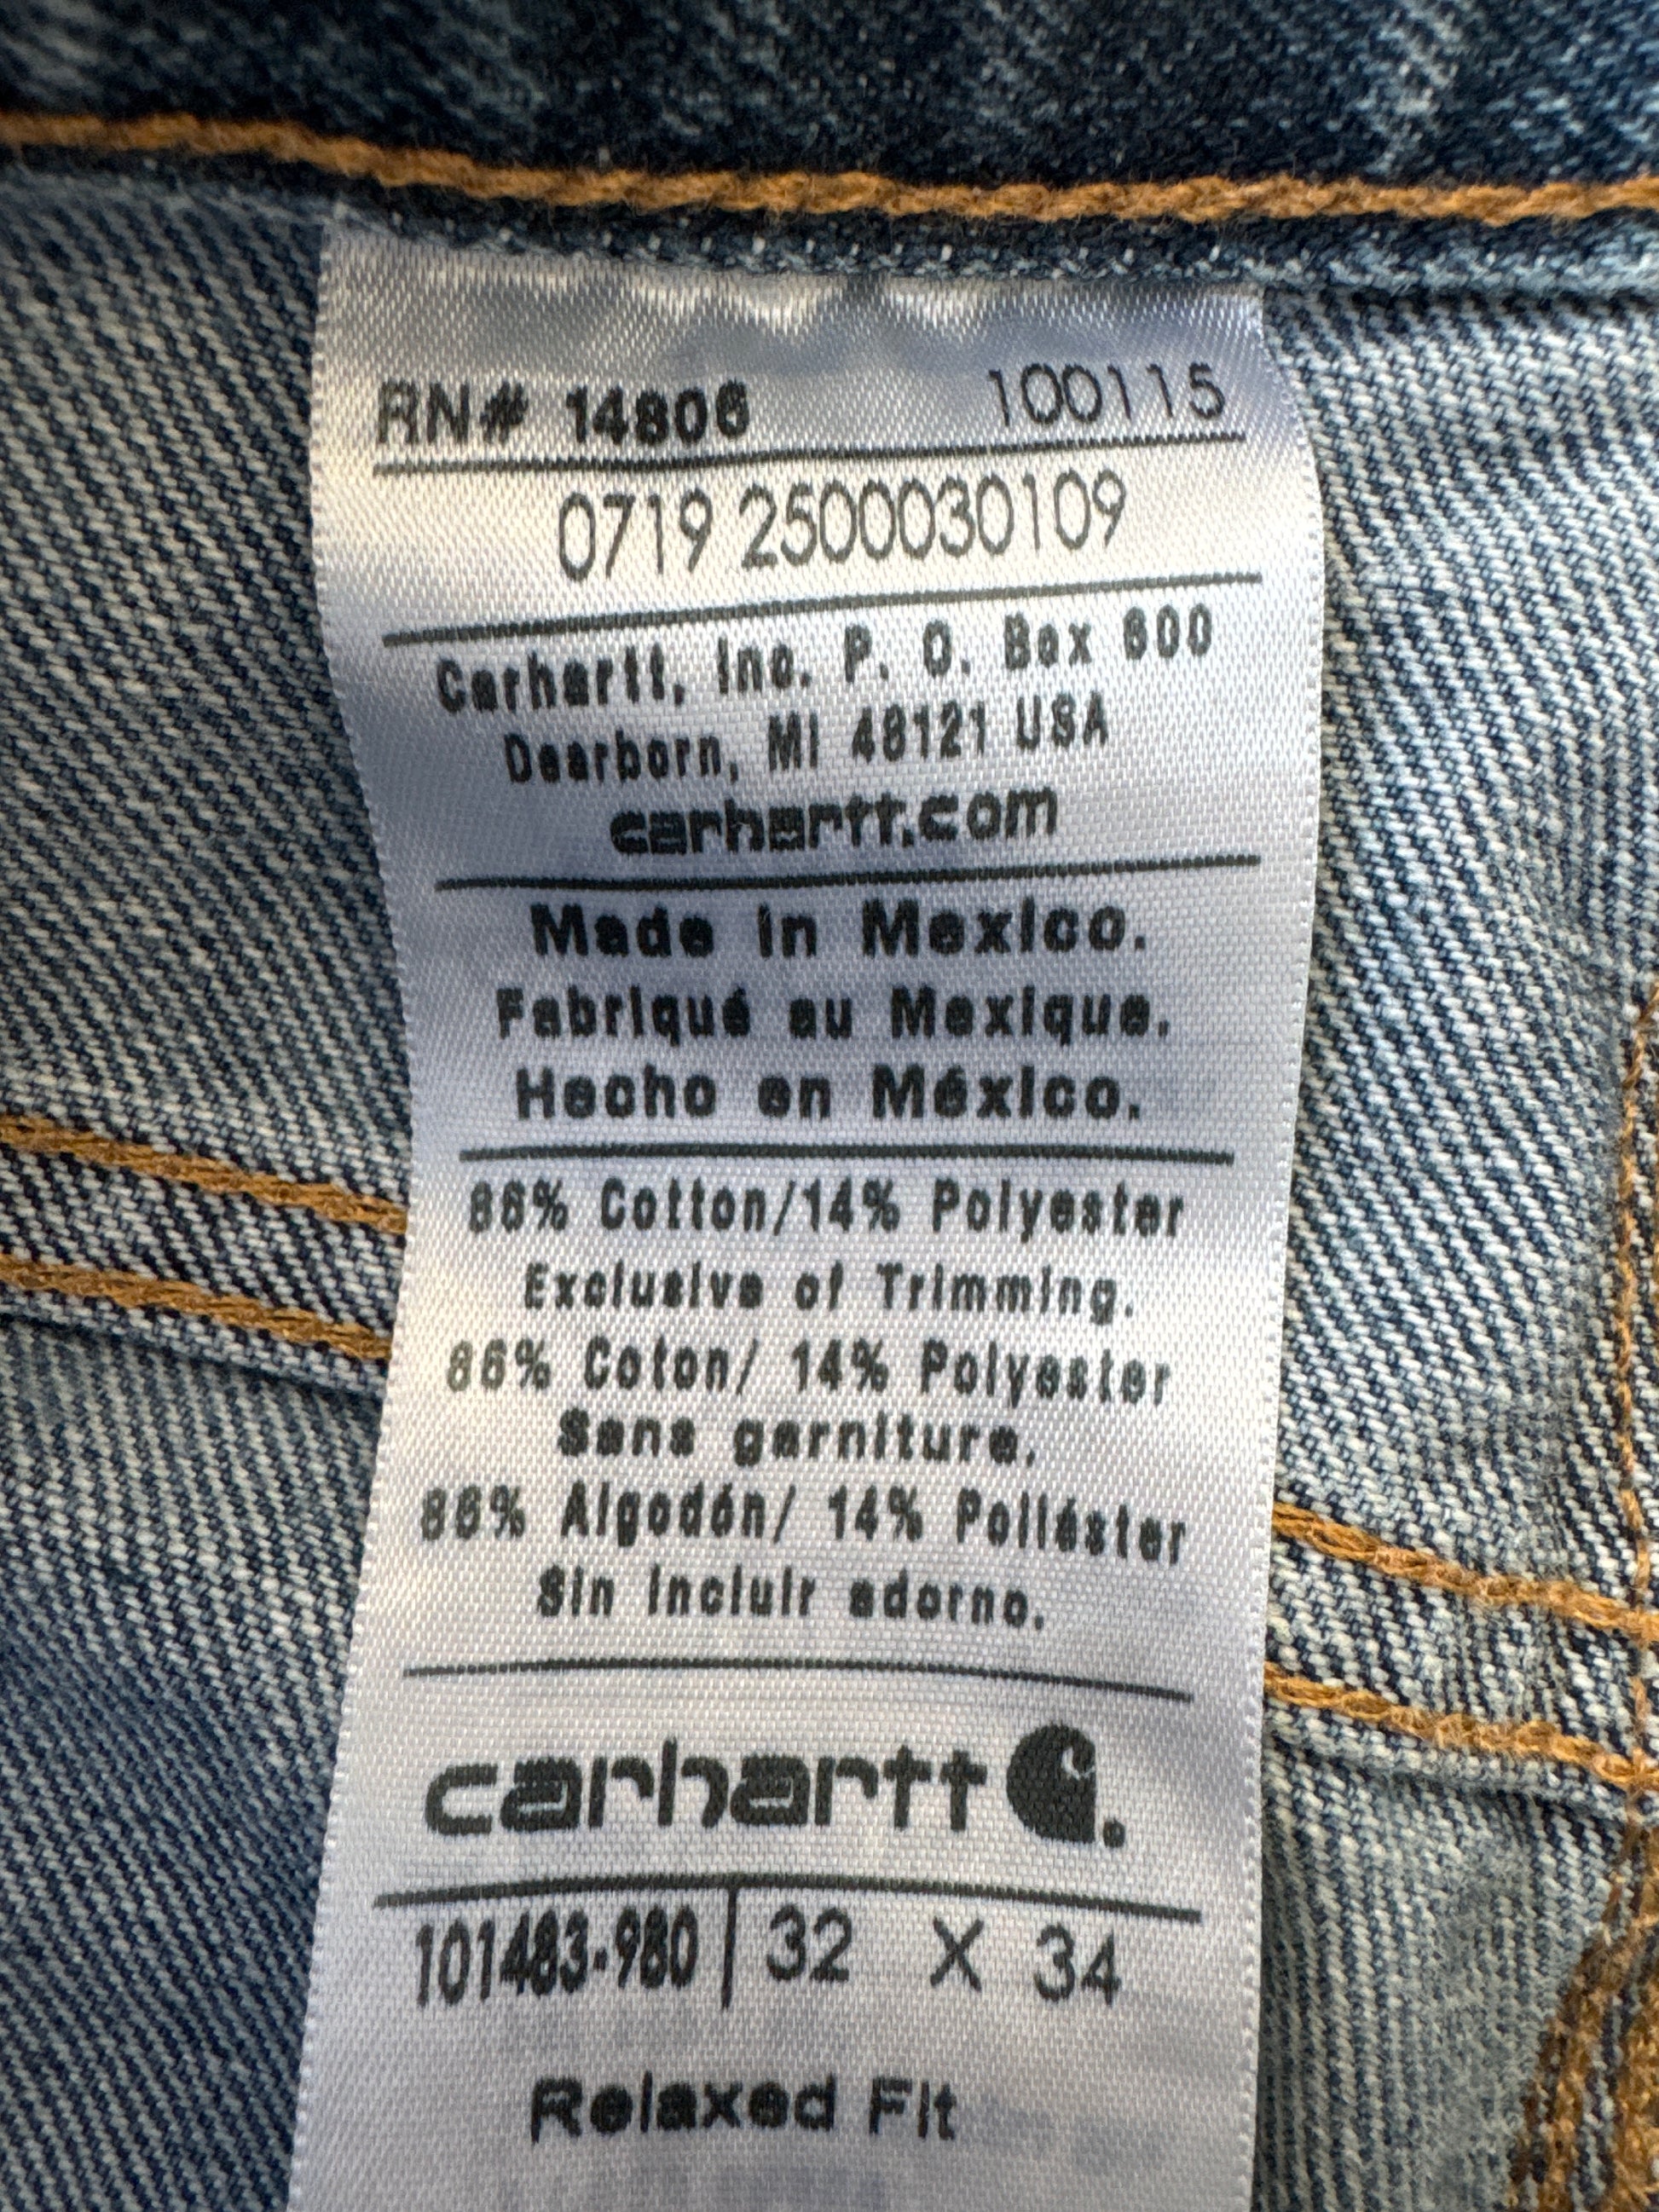 RN# 14806 100115
0719 2500030109
Carhartt, Inc. P. O. Box 600
Dearborn, MI 48121 USA
carhartt.com
Made in Mexico.
Fabriqué au Mexique.
Hecho en México.
86% Cotton/14% Polyester
Exclusive of Trimming.
86% Coton/ 14% Polyester
Sans garniture.
86% Algodón/ 14% Poliéster
Sin incluir adorno.
carhartt
101483-980 32 X 34
Relaxed Fit